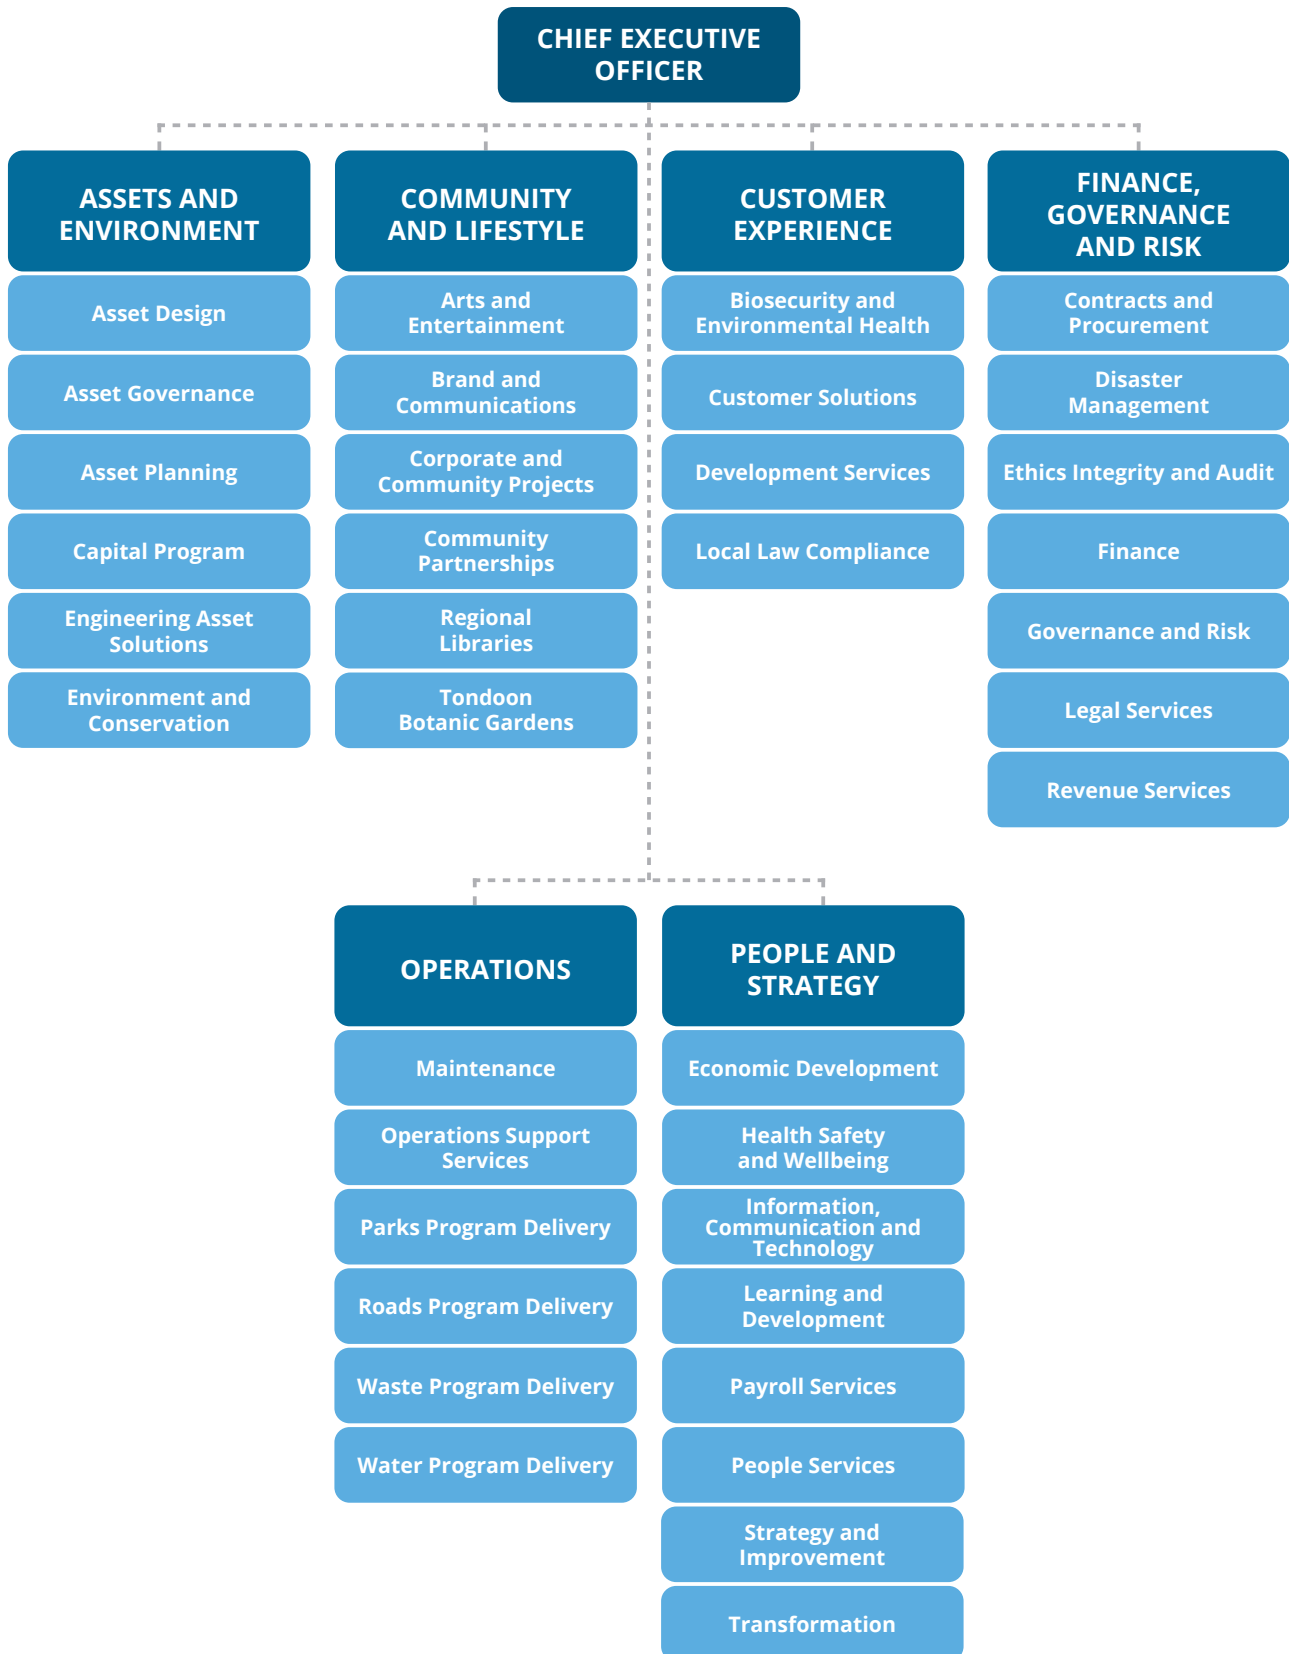 CHIEF EXECUTIVE
OFFICER
ASSETS AND
ENVIRONMENT
Asset Design
Asset Governance
Asset Planning
Capital Program
Engineering Asset
Solutions
Environment and
Conservation
COMMUNITY
AND LIFESTYLE
Arts and
Entertainment
Brand and
Communications
Corporate and
Community Projects
Community
Partnerships
Regional
Libraries
Tondoon
Botanic Gardens
CUSTOMER
EXPERIENCE
Biosecurity and
Environmental Health
Customer Solutions
Development Services
Local Law Compliance
FINANCE,
GOVERNANCE
AND RISK
Contracts and
Procurement
Disaster
Management
Ethics Integrity and Audit
Finance
Governance and Risk
Legal Services
Revenue Services
OPERATIONS
Maintenance
Operations Support
Services
Parks Program Delivery
Roads Program Delivery
Waste Program Delivery
Water Program Delivery
PEOPLE AND
STRATEGY
Economic Development
Health Safety
and Wellbeing
Information,
Communication and
Technology
Learning and
Development
Payroll Services
People Services
Strategy and
Improvement
Transformation